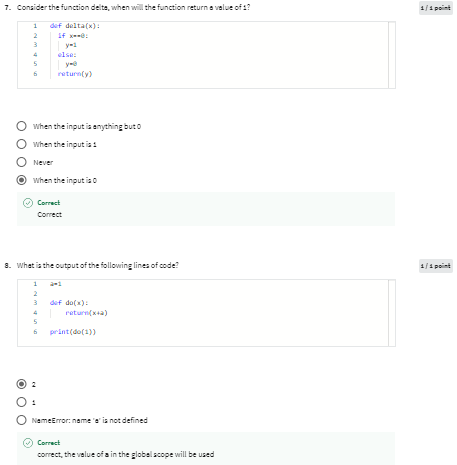 7. Consider the function delta, when will the function return a value of 1?
1 / 1 point
1 def delta(x):
2 if x==0:
3 y=1
4 else:
5 y=0
6 return(y)
When the input is anything but 0
When the input is 1
Never
When the input is 0
Correct
Correct
8. What is the output of the following lines of code?
1 / 1 point
1 a=1
2
3 def do(x):
4 return(x+a)
5
6 print(do(1))
2
1
NameError: name 'a' is not defined
Correct
correct, the value of a in the global scope will be used